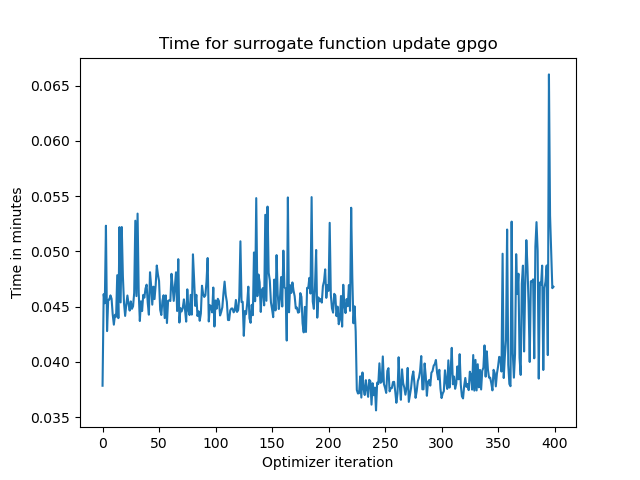 Time for surrogate function update gpgo
0.065
0.060
0.055
0.050
0.045
0.040
0.035
Time in minutes
0 50 100 150 200 250 300 350 400
Optimizer iteration